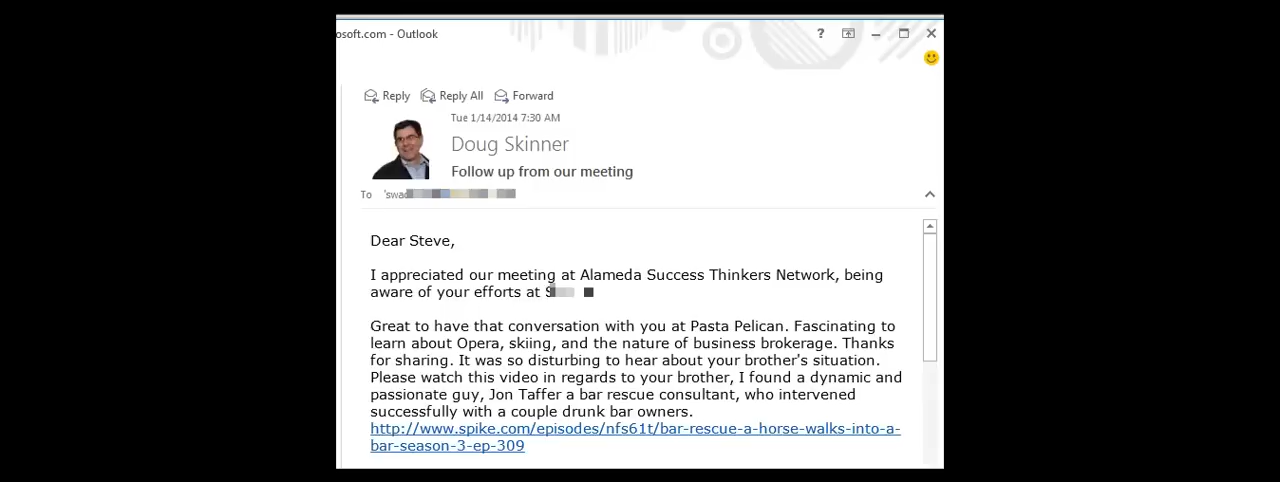 osoft.com - Outlook
?
Reply Reply All Forward
Tue 1/14/2014 7:30 AM
Doug Skinner
Follow up from our meeting
To
Dear Steve,
I appreciated our meeting at Alameda Success Thinkers Network, being
aware of your efforts at
Great to have that conversation with you at Pasta Pelican. Fascinating to
learn about Opera, skiing, and the nature of business brokerage. Thanks
for sharing. It was so disturbing to hear about your brother's situation.
Please watch this video in regards to your brother, I found a dynamic and
passionate guy, Jon Taffer a bar rescue consultant, who intervened
successfully with a couple drunk bar owners.
http://www.spike.com/episodes/nfs61t/bar-rescue-a-horse-walks-into-a-
bar-season-3-ep-309